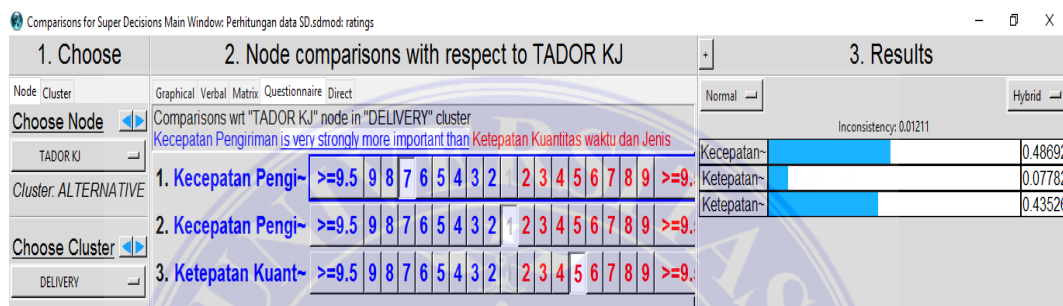 Comparisons for Super Decisions Main Window: Perhitungan data SD.sdmod: ratings
1. Choose
Node Cluster
Choose Node
TADOR KJ
Cluster: ALTERNATIVE
Choose Cluster
DELIVERY
2. Node comparisons with respect to TADOR KJ
Graphical Verbal Matrix Questionnaire Direct
Comparisons wrt "TADOR KJ" node in "DELIVERY" cluster
Kecepatan Pengiriman is very strongly more important than Ketepatan Kuantitas waktu dan Jenis
1. Kecepatan Pengi~ >=9.5 9 8 7 6 5 4 3 2 1 2 3 4 5 6 7 8 9 >=9.
2. Kecepatan Pengi~ >=9.5 9 8 7 6 5 4 3 2 1 2 3 4 5 6 7 8 9 >=9.
3. Ketepatan Kuant~ >=9.5 9 8 7 6 5 4 3 2 1 2 3 4 5 6 7 8 9 >=9.
+ 3. Results
Normal Hybrid
Inconsistency: 0.01211
Kecepatan~ 0.48692
Ketepatan~ 0.07782
Ketepatan~ 0.43526